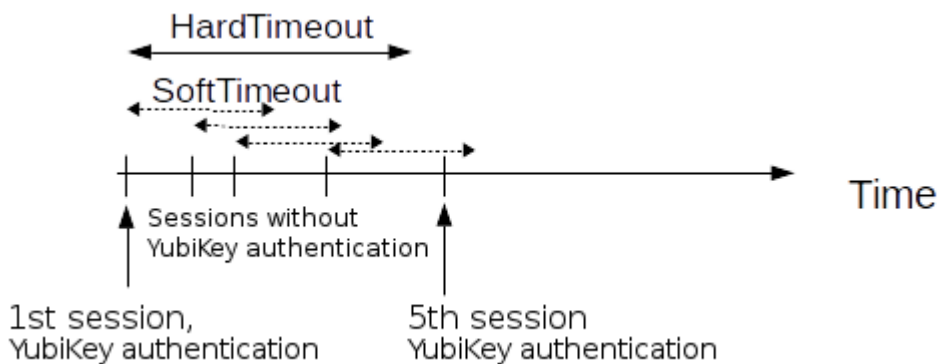 HardTimeout
SoftTimeout
Time
Sessions without
YubiKey authentication
1st session,
YubiKey authentication
5th session
YubiKey authentication